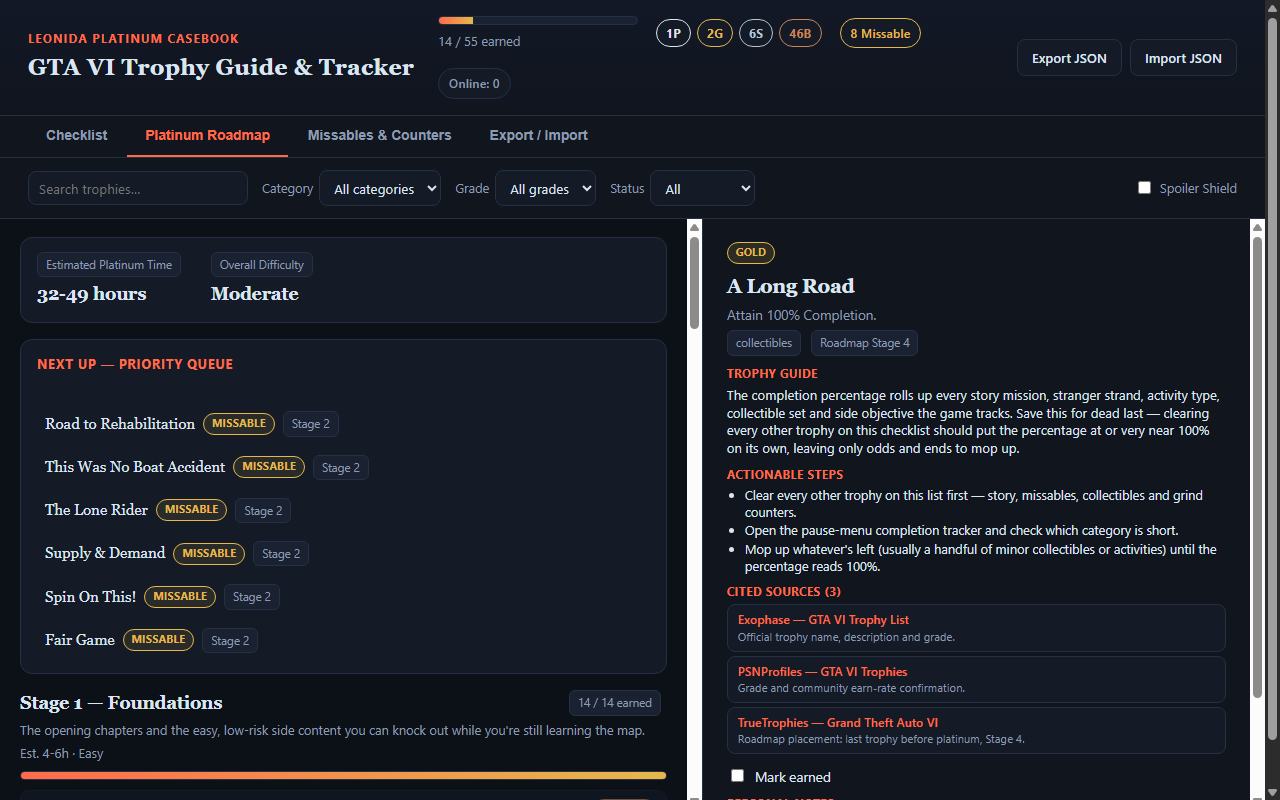 LEONIDA PLATINUM CASEBOOK
GTA VI Trophy Guide & Tracker
14 / 55 earned
1P
2G
6S
46B
8 Missable
Online: 0
Export JSON
Import JSON
Checklist
Platinum Roadmap
Missables & Counters
Export / Import
Search trophies...
Category
All categories
Grade
All grades
Status
All
Spoiler Shield
Estimated Platinum Time
32-49 hours
Overall Difficulty
Moderate
NEXT UP — PRIORITY QUEUE
Road to Rehabilitation MISSABLE Stage 2
This Was No Boat Accident MISSABLE Stage 2
The Lone Rider MISSABLE Stage 2
Supply & Demand MISSABLE Stage 2
Spin On This! MISSABLE Stage 2
Fair Game MISSABLE Stage 2
Stage 1 — Foundations
14 / 14 earned
The opening chapters and the easy, low-risk side content you can knock out while you're still learning the map.
Est. 4-6h · Easy
GOLD
A Long Road
Attain 100% Completion.
collectibles
Roadmap Stage 4
TROPHY GUIDE
The completion percentage rolls up every story mission, stranger strand, activity type,
collectible set and side objective the game tracks. Save this for dead last — clearing
every other trophy on this checklist should put the percentage at or very near 100%
on its own, leaving only odds and ends to mop up.
ACTIONABLE STEPS
• Clear every other trophy on this list first — story, missables, collectibles and grind
counters.
• Open the pause-menu completion tracker and check which category is short.
• Mop up whatever's left (usually a handful of minor collectibles or activities) until the
percentage reads 100%.
CITED SOURCES (3)
Exophase — GTA VI Trophy List
Official trophy name, description and grade.
PSNProfiles — GTA VI Trophies
Grade and community earn-rate confirmation.
TrueTrophies — Grand Theft Auto VI
Roadmap placement: last trophy before platinum, Stage 4.
Mark earned